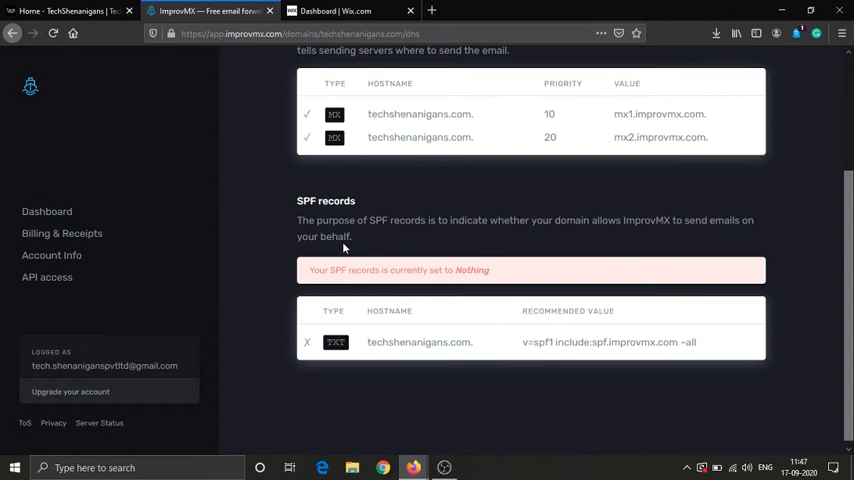 Home - TechShenanigans | Tec
ImprovMX — Free email forwa
WiX
Dashboard | Wix.com
https://app.improvmx.com/domains/techshenanigans.com/dns
tells sending servers where to send the email.
TYPE HOSTNAME PRIORITY VALUE
MX techshenanigans.com. 10 mx1.improvmx.com.
MX techshenanigans.com. 20 mx2.improvmx.com.
SPF records
The purpose of SPF records is to indicate whether your domain allows ImprovMX to send emails on
your behalf.
Your SPF records is currently set to Nothing
TYPE HOSTNAME RECOMMENDED VALUE
X TXT techshenanigans.com. v=spf1 include:spf.improvmx.com ~all
Dashboard
Billing & Receipts
Account Info
API access
LOGGED AS
tech.shenaniganspvtltd@gmail.com
Upgrade your account
ToS Privacy Server Status
Type here to search
ENG
11:47
17-09-2020